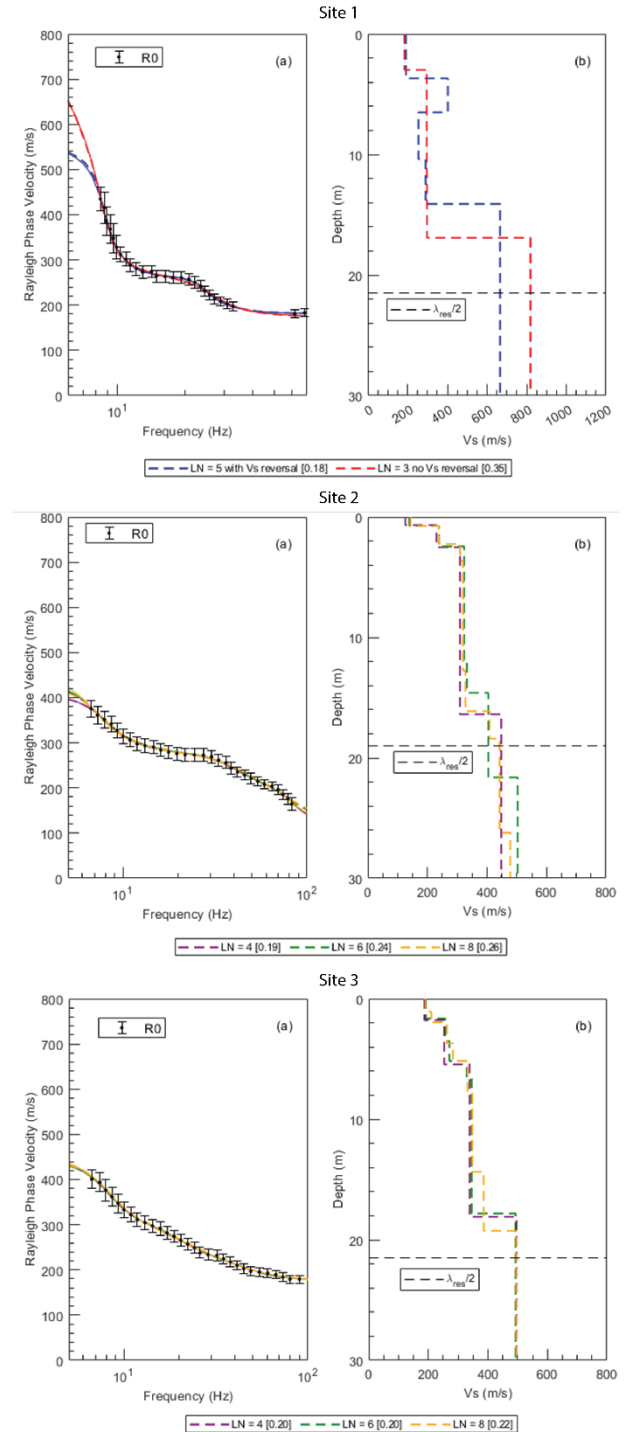 Site 1
800
700
600
500
400
300
200
100
0
Rayleigh Phase Velocity (m/s)
R0
(a)
10^1
Frequency (Hz)
0
10
20
30
Depth (m)
(b)
λres/2
0
200
400
600
800
1000
1200
Vs (m/s)
LN = 5 with Vs reversal [0.18]
LN = 3 no Vs reversal [0.35]
Site 2
800
700
600
500
400
300
200
100
0
Rayleigh Phase Velocity (m/s)
R0
(a)
10^1
10^2
Frequency (Hz)
0
10
20
30
Depth (m)
(b)
λres/2
0
200
400
600
800
Vs (m/s)
LN = 4 [0.19]
LN = 6 [0.24]
LN = 8 [0.26]
Site 3
800
700
600
500
400
300
200
100
0
Rayleigh Phase Velocity (m/s)
R0
(a)
10^1
10^2
Frequency (Hz)
0
10
20
30
Depth (m)
(b)
λres/2
0
200
400
600
800
Vs (m/s)
LN = 4 [0.20]
LN = 6 [0.20]
LN = 8 [0.22]